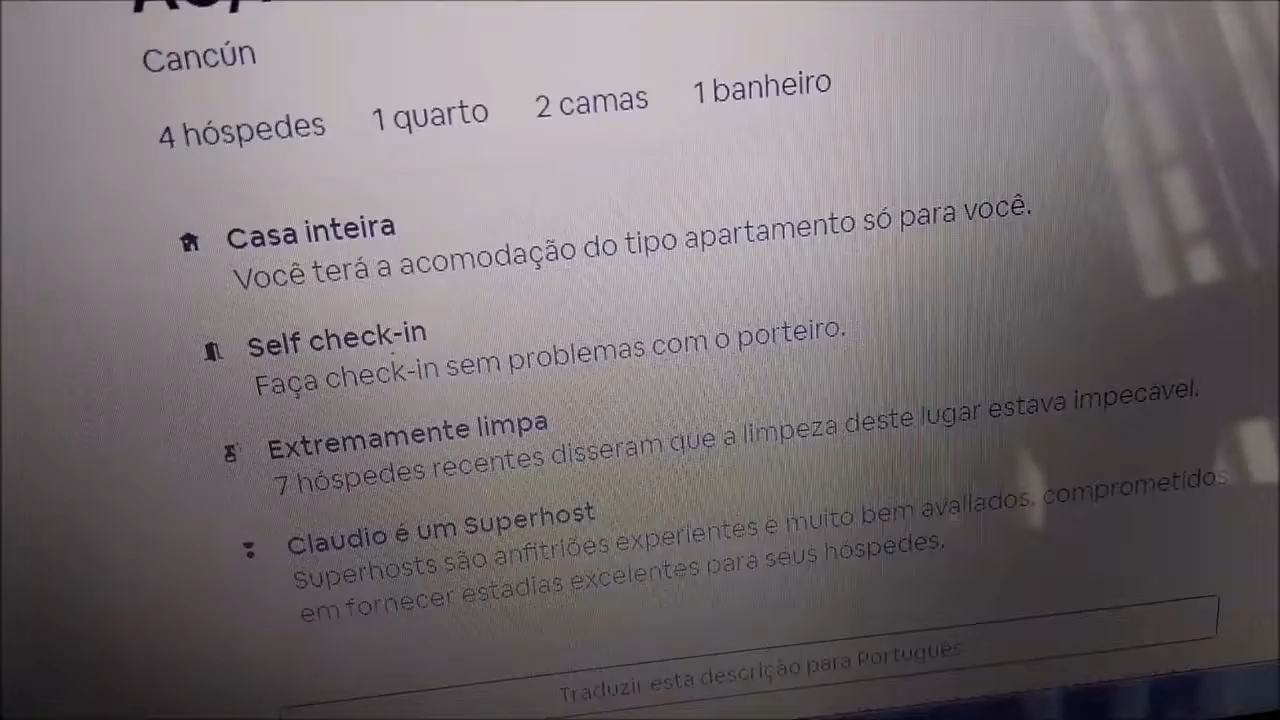 Cancún
4 hóspedes 1 quarto 2 camas 1 banheiro
Casa inteira
Você terá a acomodação do tipo apartamento só para você.
Self check-in
Faça check-in sem problemas com o porteiro.
Extremamente limpa
7 hóspedes recentes disseram que a limpeza deste lugar estava impecável.
Claudio é um Superhost
Superhosts são anfitriões experientes e muito bem avaliados, comprometidos
em fornecer estadias excelentes para seus hóspedes.
Traduzir esta descrição para Português